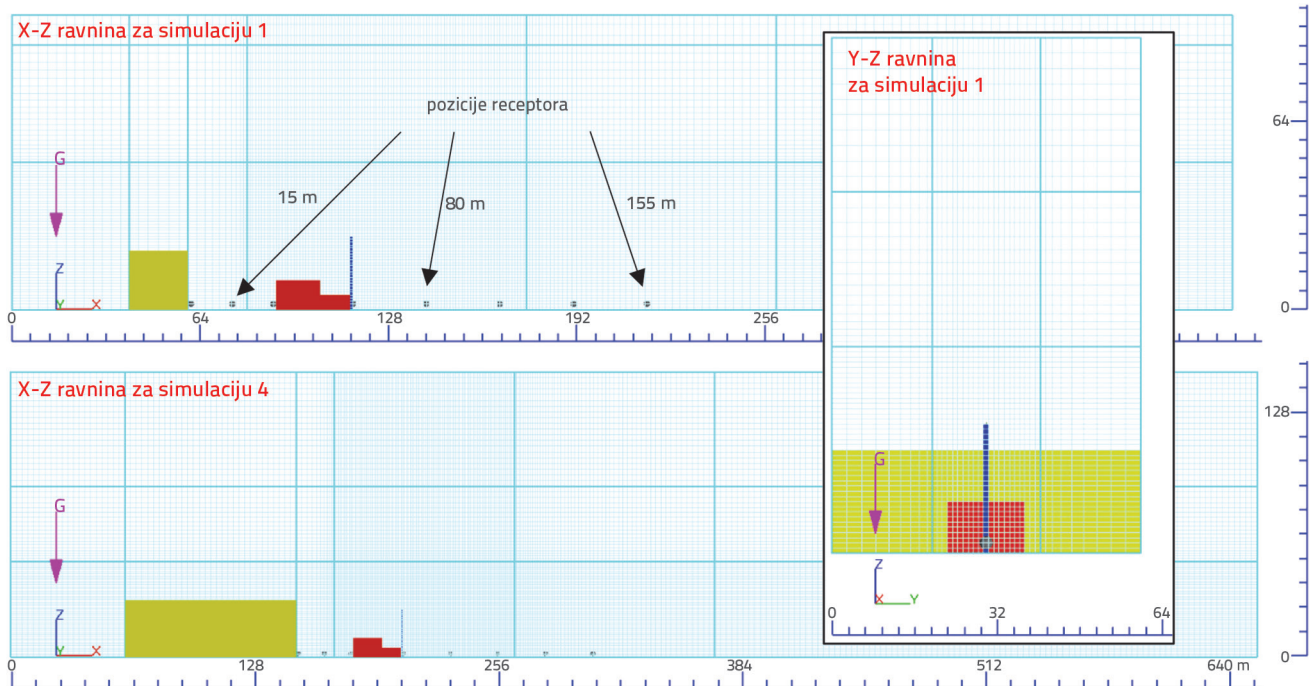 X-Z ravnina za simulaciju 1
pozicije receptora
15 m
80 m
155 m
G
Z
Y
X
0
64
128
192
256
64
0
Y-Z ravnina
za simulaciju 1
G
Z
X
Y
0
32
64
X-Z ravnina za simulaciju 4
G
Z
Y
X
0
128
256
384
512
640 m
128
0